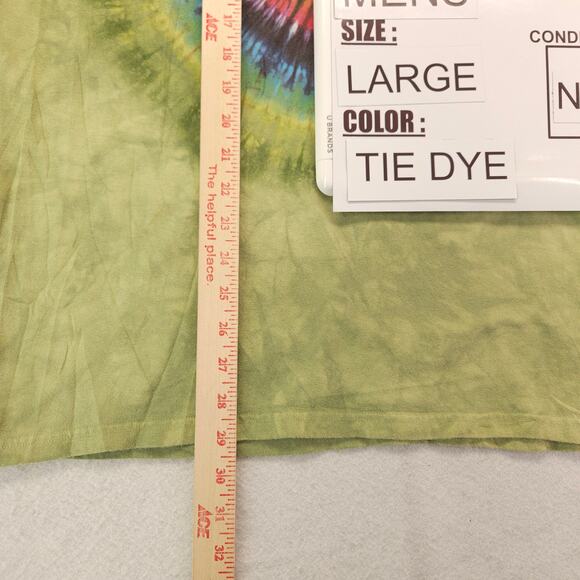 MENS
SIZE :
LARGE
COLOR :
TIE DYE
CONDI
N
U BRANDS
ACE
17
18
19
20
21
The helpful place.
22
23
24
25
26
27
28
29
30
ACE
31
32